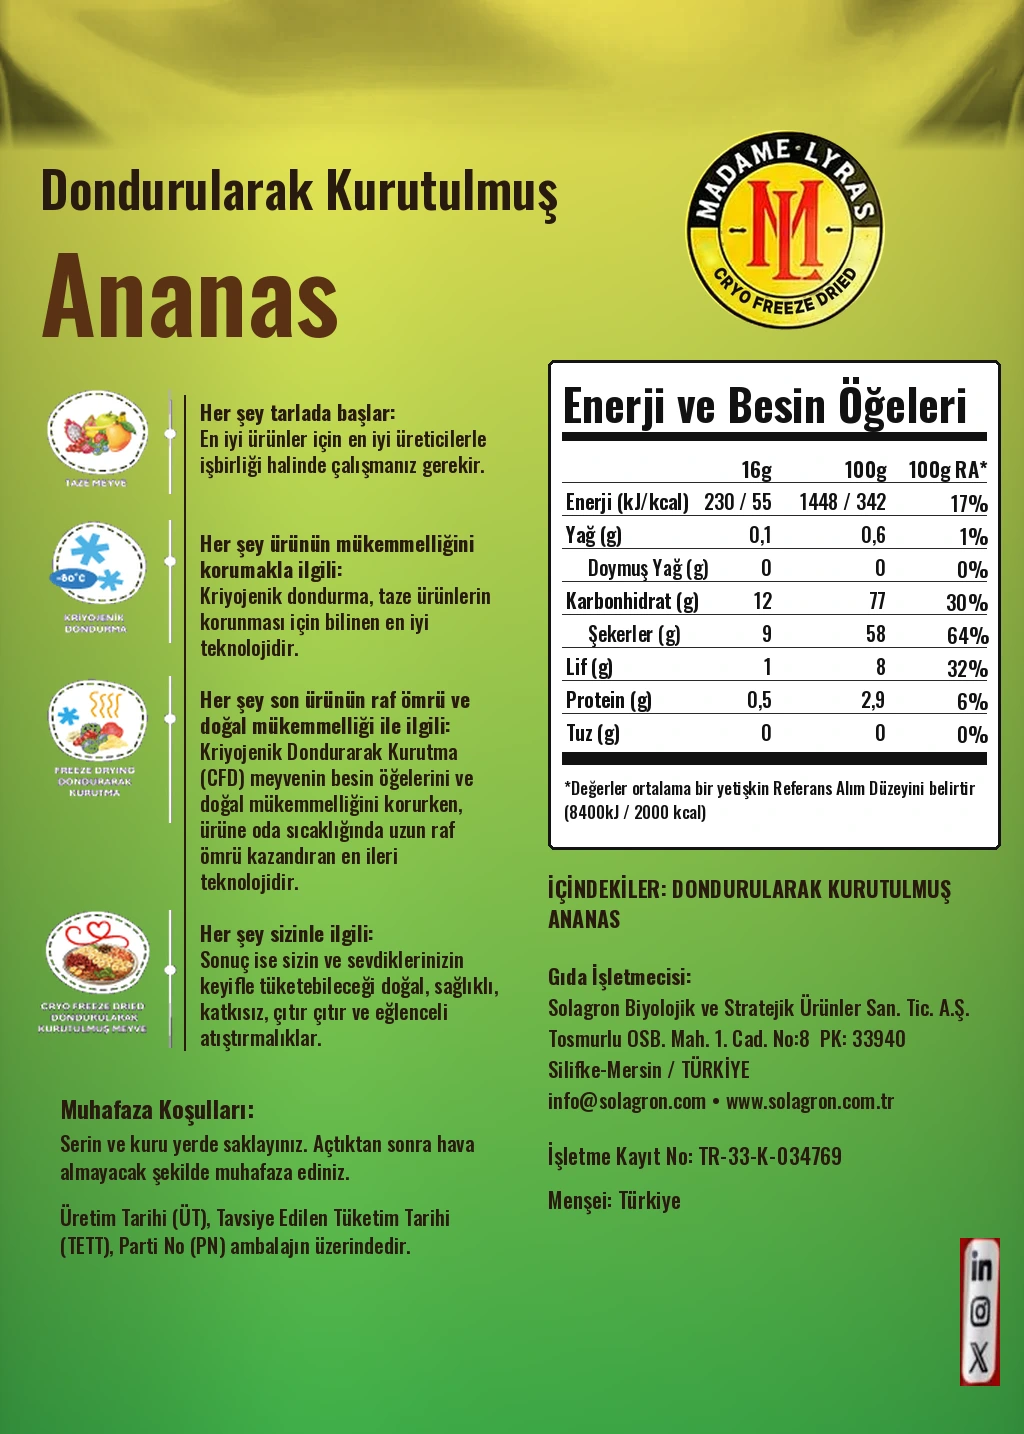 Dondurularak Kurutulmuş
Ananas
MADAME · LYRAS
ML
CRYO FREEZE DRIED
TAZE MEYVE
Her şey tarlada başlar:
En iyi ürünler için en iyi üreticilerle
işbirliği halinde çalışmanız gerekir.
-80°C
KRİYOJENİK
DONDURMA
Her şey ürünün mükemmelliğini
korumakla ilgili:
Kriyojenik dondurma, taze ürünlerin
korunması için bilinen en iyi
teknolojidir.
FREEZE DRYING
DONDURARAK
KURUTMA
Her şey son ürünün raf ömrü ve
doğal mükemmelliği ile ilgili:
Kriyojenik Dondurarak Kurutma
(CFD) meyvenin besin öğelerini ve
doğal mükemmelliğini korurken,
ürüne oda sıcaklığında uzun raf
ömrü kazandıran en ileri
teknolojidir.
CRYO FREEZE DRIED
DONDURULARAK
KURUTULMUŞ MEYVE
Her şey sizinle ilgili:
Sonuç ise sizin ve sevdiklerinizin
keyifle tüketebileceği doğal, sağlıklı,
katkısız, çıtır çıtır ve eğlenceli
atıştırmalıklar.
Muhafaza Koşulları:
Serin ve kuru yerde saklayınız. Açtıktan sonra hava
almayacak şekilde muhafaza ediniz.
Üretim Tarihi (ÜT), Tavsiye Edilen Tüketim Tarihi
(TETT), Parti No (PN) ambalajın üzerindedir.
Enerji ve Besin Öğeleri
16g 100g 100g RA*
Enerji (kJ/kcal) 230 / 55 1448 / 342 17%
Yağ (g) 0,1 0,6 1%
Doymuş Yağ (g) 0 0 0%
Karbonhidrat (g) 12 77 30%
Şekerler (g) 9 58 64%
Lif (g) 1 8 32%
Protein (g) 0,5 2,9 6%
Tuz (g) 0 0 0%
*Değerler ortalama bir yetişkin Referans Alım Düzeyini belirtir
(8400kJ / 2000 kcal)
İÇİNDEKİLER: DONDURULARAK KURUTULMUŞ
ANANAS
Gıda İşletmecisi:
Solagron Biyolojik ve Stratejik Ürünler San. Tic. A.Ş.
Tosmurlu OSB. Mah. 1. Cad. No:8 PK: 33940
Silifke-Mersin / TÜRKİYE
info@solagron.com • www.solagron.com.tr
İşletme Kayıt No: TR-33-K-034769
Menşei: Türkiye
in
X